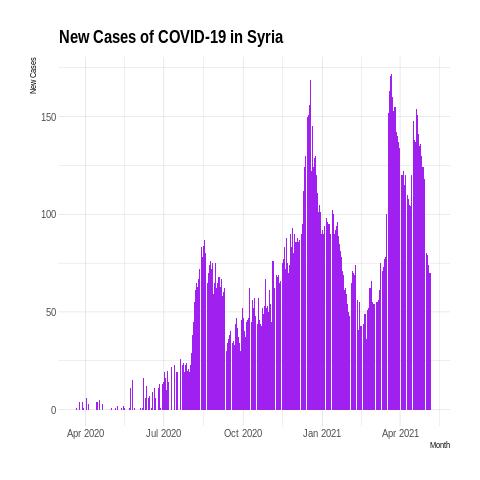 New Cases of COVID-19 in Syria
New Cases
150
100
50
0
Apr 2020 Jul 2020 Oct 2020 Jan 2021 Apr 2021
Month